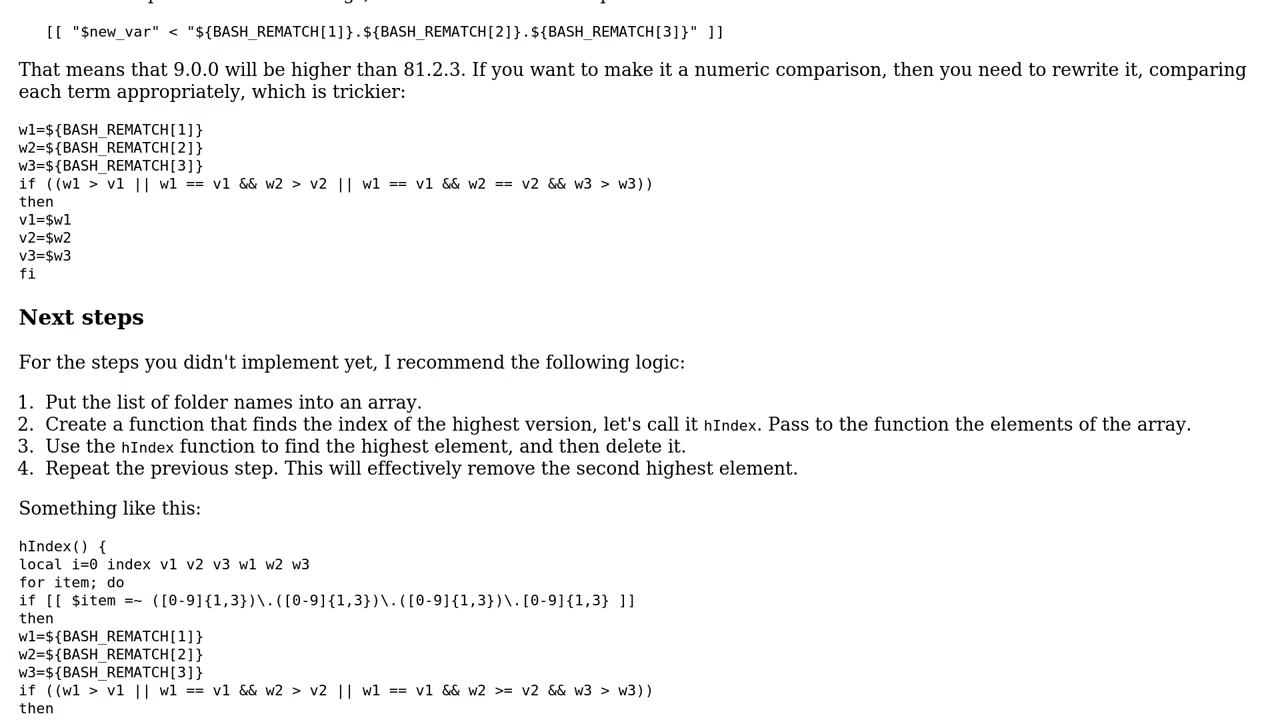 [[ "$new_var" < "${BASH_REMATCH[1]}.${BASH_REMATCH[2]}.${BASH_REMATCH[3]}" ]]
That means that 9.0.0 will be higher than 81.2.3. If you want to make it a numeric comparison, then you need to rewrite it, comparing
each term appropriately, which is trickier:
w1=${BASH_REMATCH[1]}
w2=${BASH_REMATCH[2]}
w3=${BASH_REMATCH[3]}
if ((w1 > v1 || w1 == v1 && w2 > v2 || w1 == v1 && w2 == v2 && w3 > w3))
then
v1=$w1
v2=$w2
v3=$w3
fi
Next steps
For the steps you didn't implement yet, I recommend the following logic:
1. Put the list of folder names into an array.
2. Create a function that finds the index of the highest version, let's call it hIndex. Pass to the function the elements of the array.
3. Use the hIndex function to find the highest element, and then delete it.
4. Repeat the previous step. This will effectively remove the second highest element.
Something like this:
hIndex() {
local i=0 index v1 v2 v3 w1 w2 w3
for item; do
if [[ $item =~ ([0-9]{1,3})\.([0-9]{1,3})\.([0-9]{1,3})\.[0-9]{1,3} ]]
then
w1=${BASH_REMATCH[1]}
w2=${BASH_REMATCH[2]}
w3=${BASH_REMATCH[3]}
if ((w1 > v1 || w1 == v1 && w2 > v2 || w1 == v1 && w2 >= v2 && w3 > w3))
then